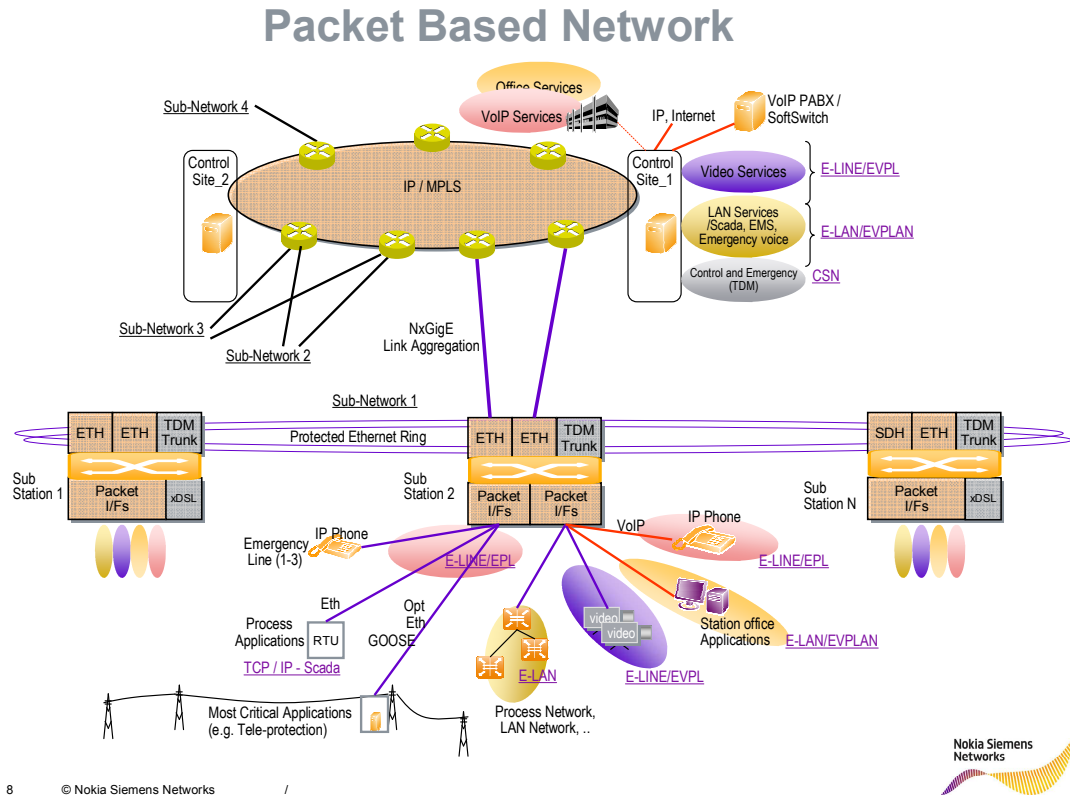 Packet Based Network
Office Services
VoIP Services
Sub-Network 4
IP, Internet
VoIP PABX /
SoftSwitch
Control
Site_2
IP / MPLS
Control
Site_1
Video Services
E-LINE/EVPL
LAN Services
/Scada, EMS,
Emergency voice
E-LAN/EVPLAN
Control and Emergency
(TDM)
CSN
Sub-Network 3
Sub-Network 2
NxGigE
Link Aggregation
Sub-Network 1
Protected Ethernet Ring
ETH
ETH
TDM
Trunk
ETH
ETH
TDM
Trunk
SDH
ETH
TDM
Trunk
Sub
Station 1
Packet
I/Fs
xDSL
Sub
Station 2
Packet
I/Fs
Packet
I/Fs
Sub
Station N
Packet
I/Fs
xDSL
Emergency
Line (1-3)
IP Phone
E-LINE/EPL
VoIP
IP Phone
E-LINE/EPL
Eth
Opt
Eth
GOOSE
Process
Applications
RTU
TCP / IP - Scada
video
video
Station office
Applications
E-LAN/EVPLAN
E-LAN
E-LINE/EVPL
Most Critical Applications
(e.g. Tele-protection)
Process Network,
LAN Network, ..
Nokia Siemens
Networks
8 © Nokia Siemens Networks /